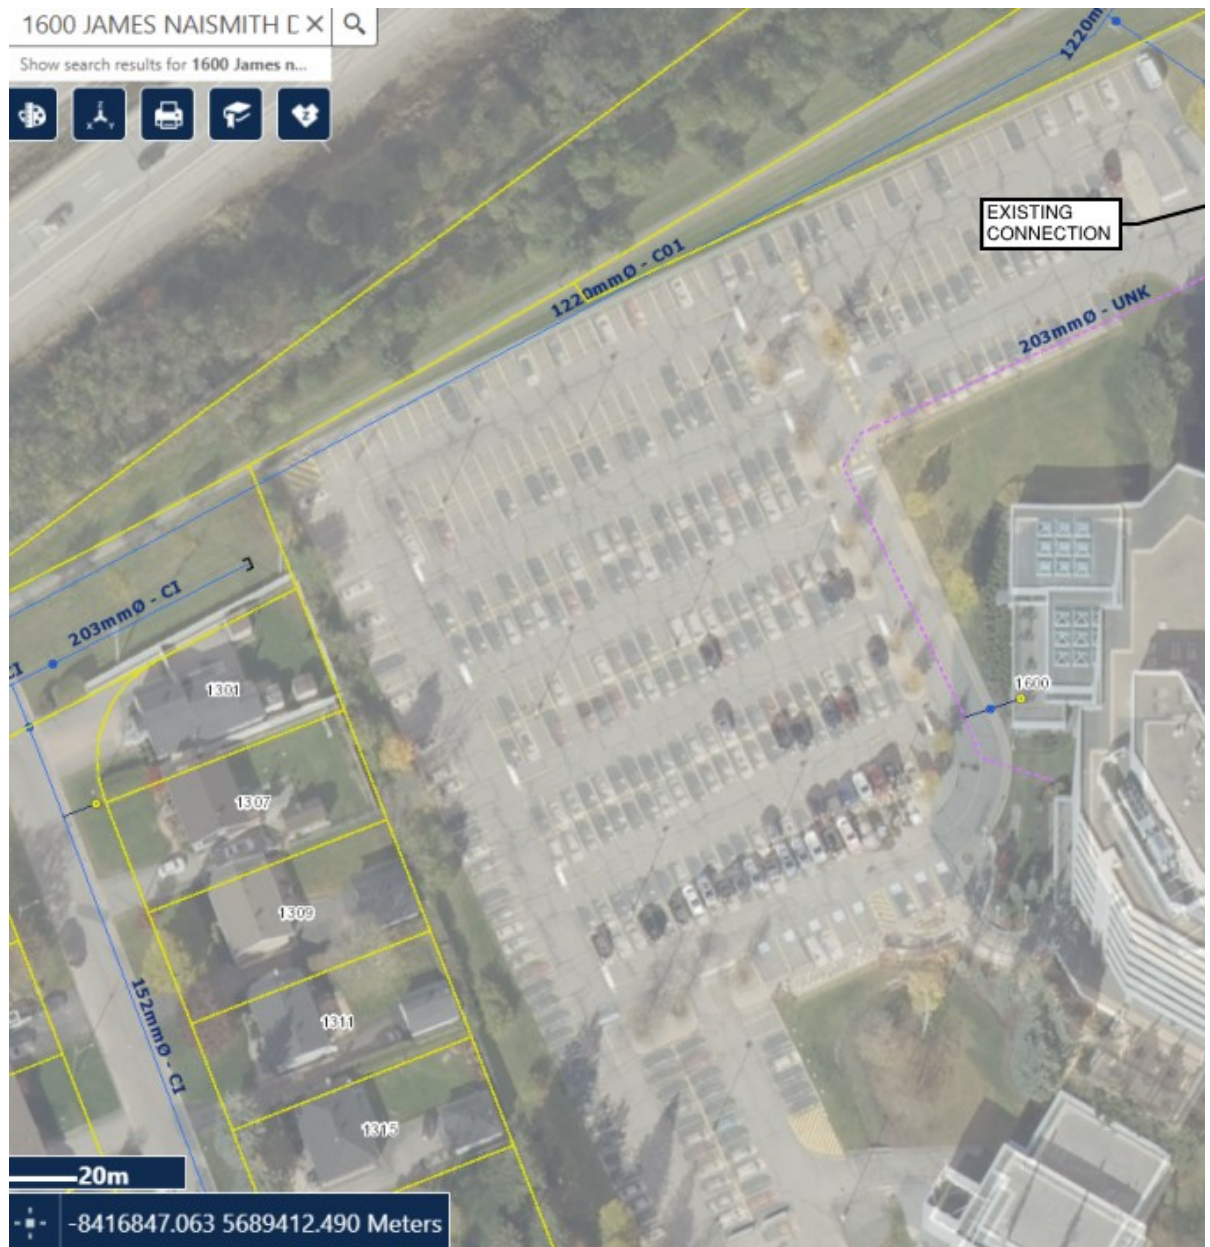 1600 JAMES NAISMITH D
Show search results for 1600 James n...
1220m
EXISTING
CONNECTION
1220mmØ - C01
203mmØ - UNK
203mmØ - CI
CI
1301
1600
1307
1309
152mmØ - CI
1311
1315
20m
-8416847.063 5689412.490 Meters